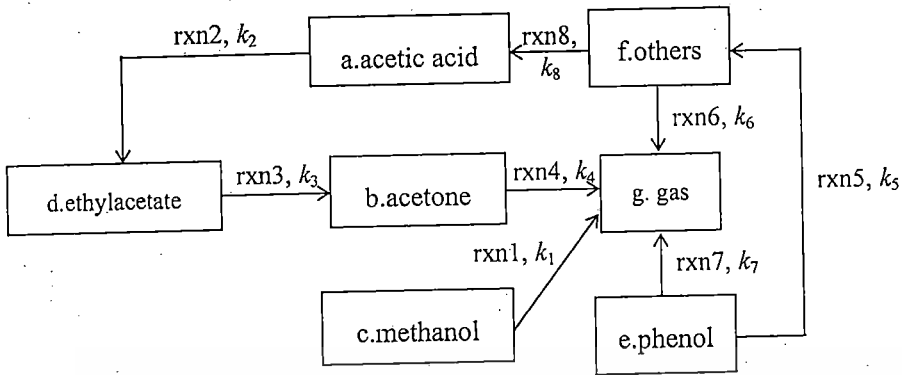 rxn2, k₂
a.acetic acid
rxn8,
k₈
f.others
rxn6, k₆
rxn5, k₅
d.ethylacetate
rxn3, k₃
b.acetone
rxn4, k₄
g. gas
rxn1, k₁
rxn7, k₇
c.methanol
e.phenol